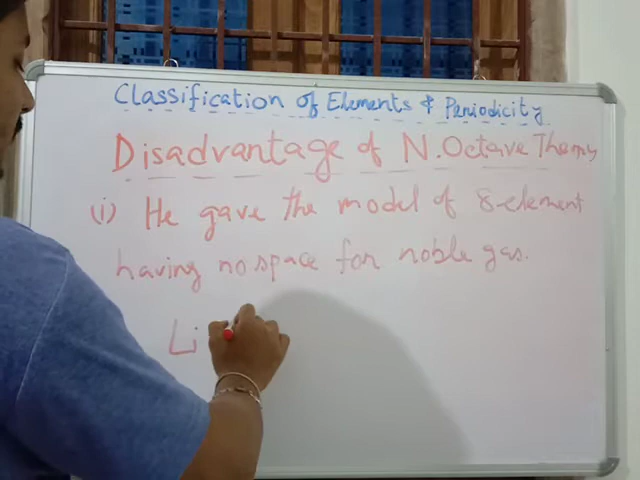 Classification of Elements & Periodicity
Disadvantage of N. Octave Theory
(i) He gave the model of 8-element
having no space for noble gas.
Li